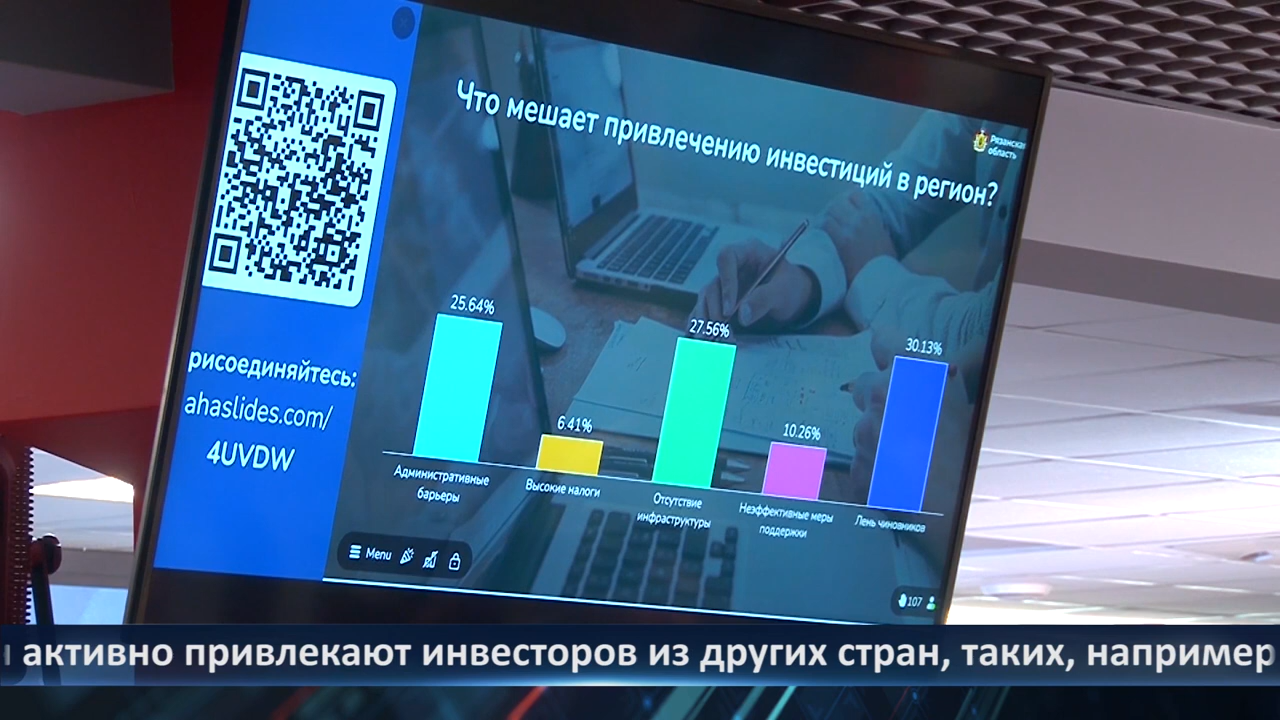 Что мешает привлечению инвестиций в регион?
Рязанская
область
25.64%
6.41%
27.56%
10.26%
30.13%
Административные
барьеры
Высокие налоги
Отсутствие
инфраструктуры
Неэффективные меры
поддержки
Лень чиновников
рисоединяйтесь:
ahaslides.com/
4UVDW
Menu
107
активно привлекают инвесторов из других стран, таких, например